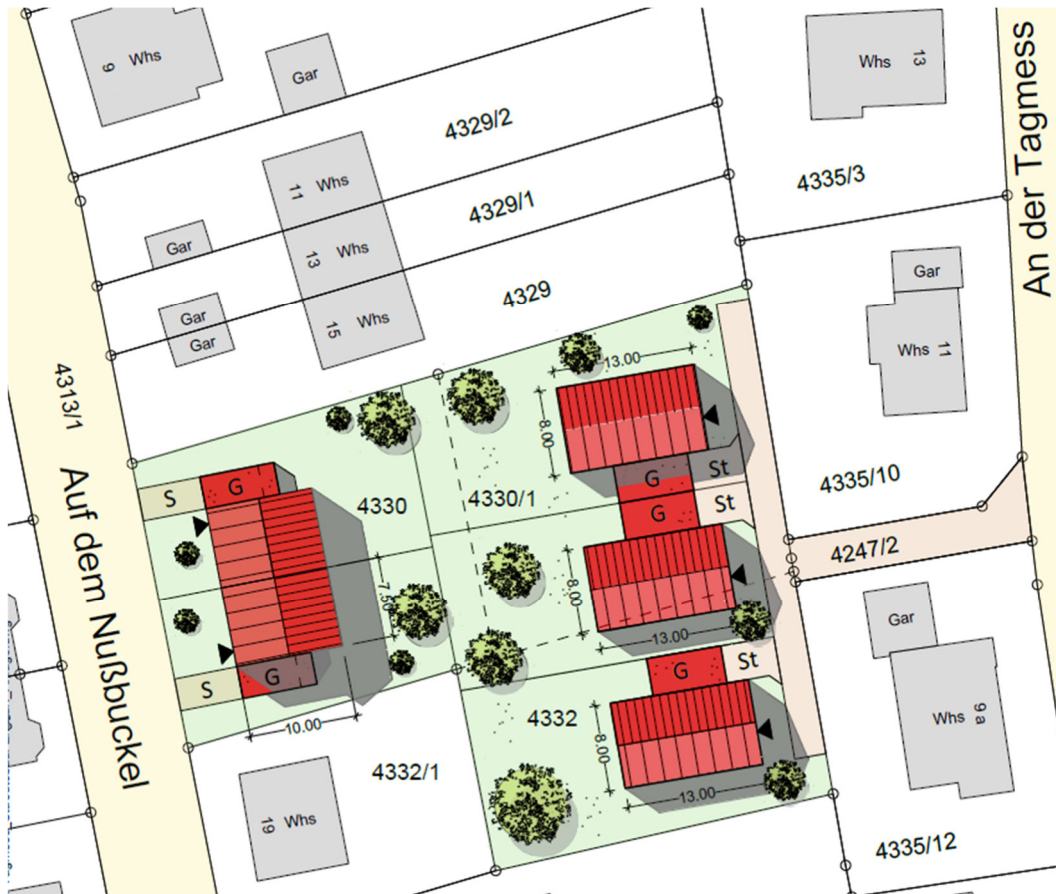 9 Whs
Gar
4329/2
Whs 13
4335/3
An der Tagmess
11 Whs
4329/1
Gar
13 Whs
4329
Gar
Gar
Gar
15 Whs
Whs 11
4313/1
Auf dem Nußbuckel
13.00
8.00
G
St
4335/10
S
G
4330
4330/1
G
St
4247/2
7.50
8.00
13.00
Gar
S
G
10.00
G
St
4332
8.00
13.00
Whs 9 a
4332/1
19 Whs
4335/12